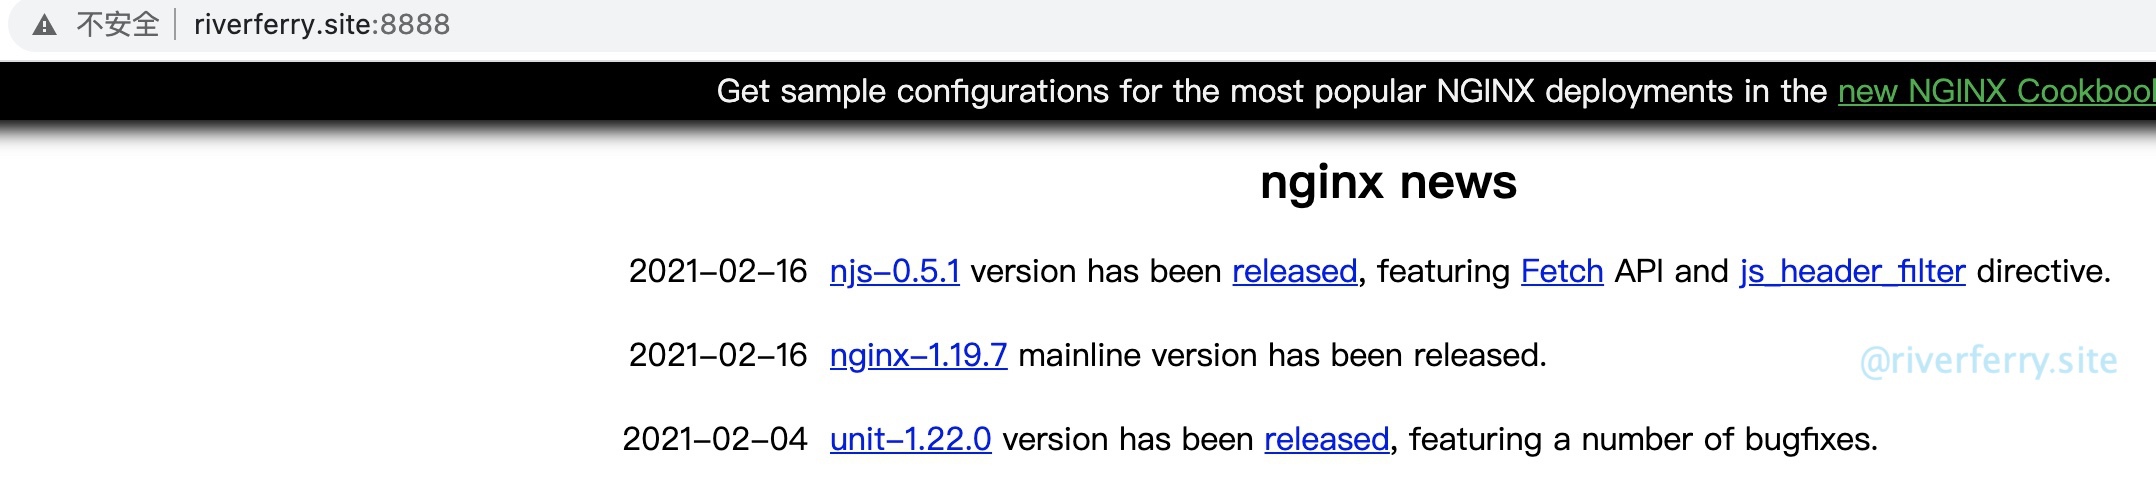 不安全 riverferry.site:8888
Get sample configurations for the most popular NGINX deployments in the new NGINX Cookboo
nginx news
2021-02-16 njs-0.5.1 version has been released, featuring Fetch API and js_header_filter directive.
2021-02-16 nginx-1.19.7 mainline version has been released.
@riverferry.site
2021-02-04 unit-1.22.0 version has been released, featuring a number of bugfixes.